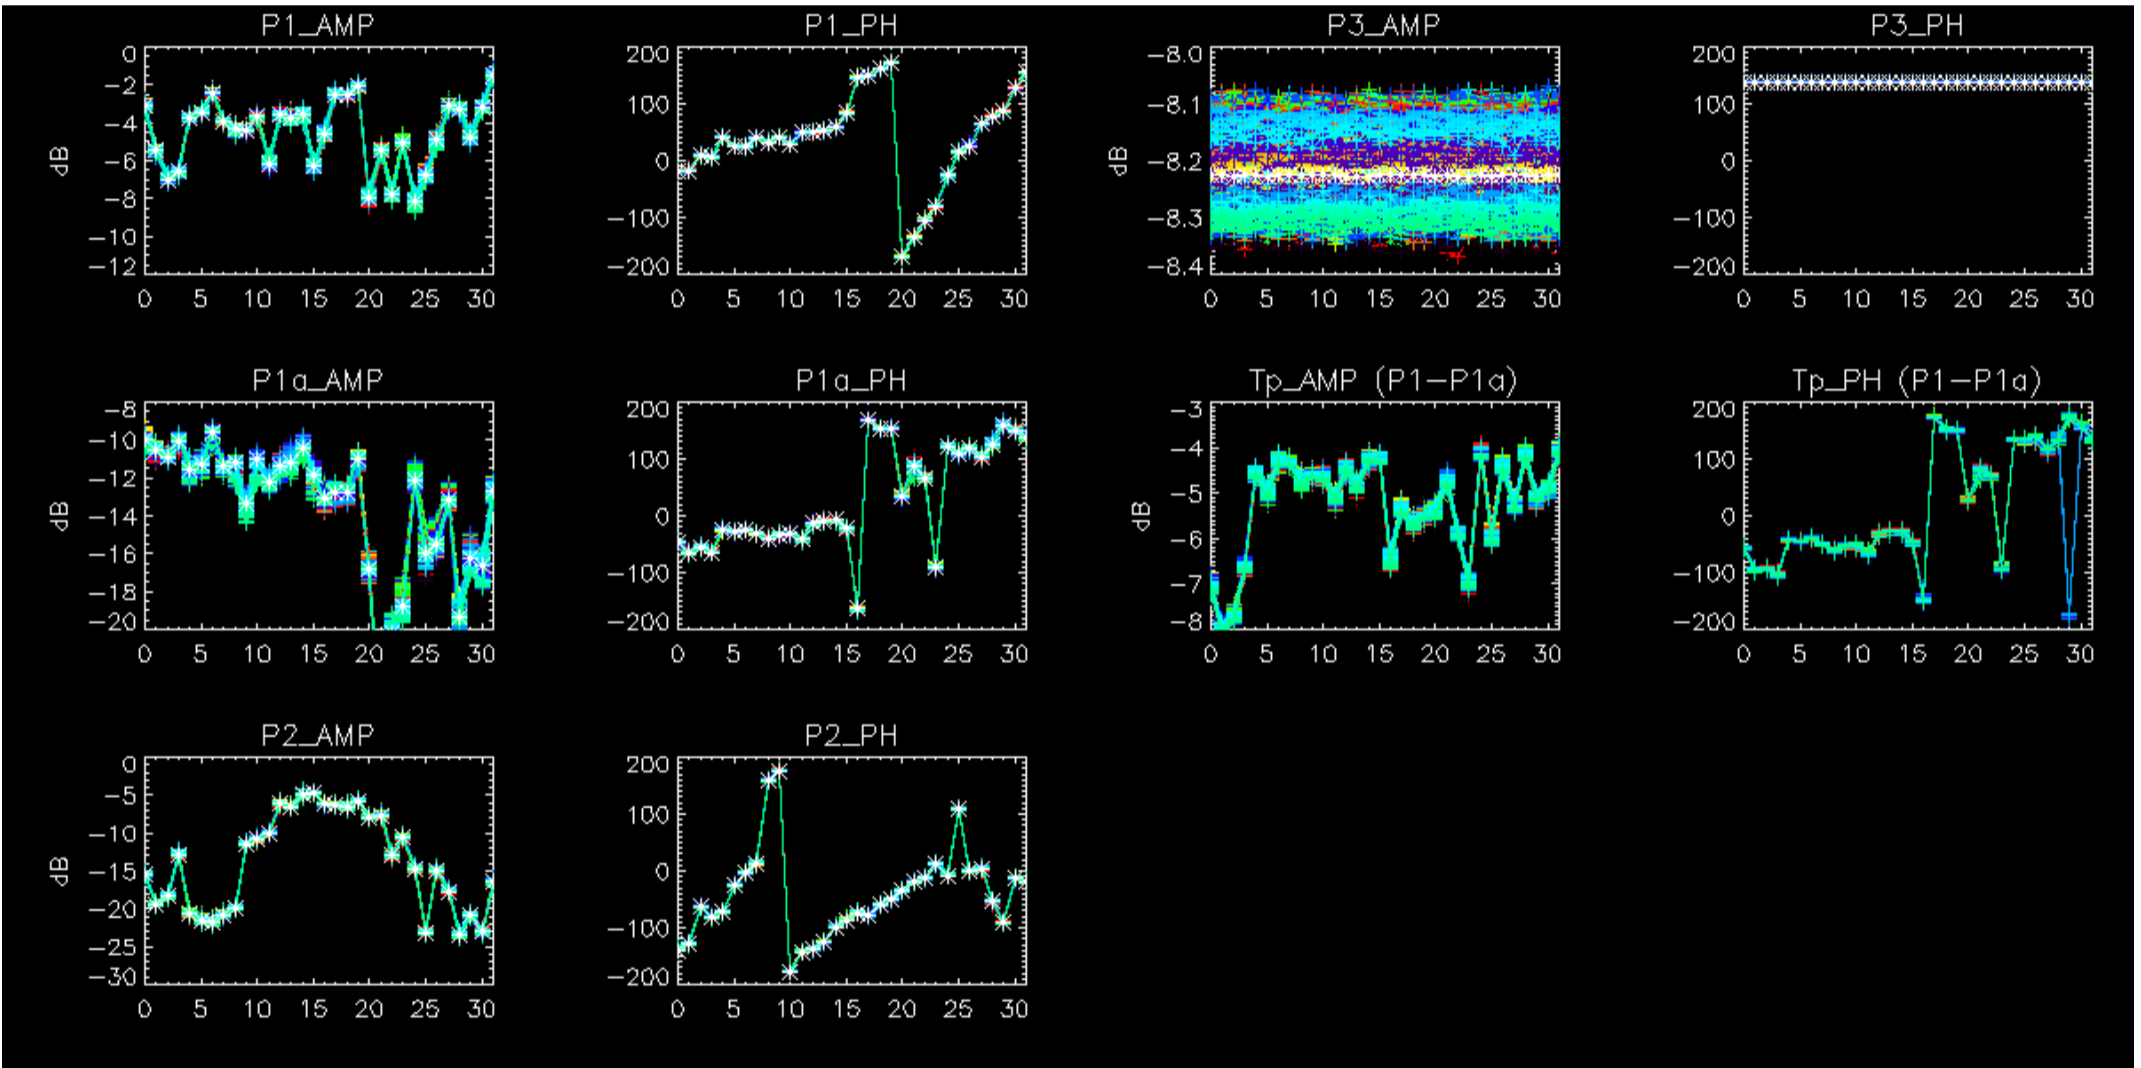 P1_AMP
dB
0
-2
-4
-6
-8
-10
-12
0 5 10 15 20 25 30
P1_PH
200
100
0
-100
-200
0 5 10 15 20 25 30
P3_AMP
dB
-8.0
-8.1
-8.2
-8.3
-8.4
0 5 10 15 20 25 30
P3_PH
200
100
0
-100
-200
0 5 10 15 20 25 30
P1a_AMP
dB
-8
-10
-12
-14
-16
-18
-20
0 5 10 15 20 25 30
P1a_PH
200
100
0
-100
-200
0 5 10 15 20 25 30
Tp_AMP (P1-P1a)
dB
-3
-4
-5
-6
-7
-8
0 5 10 15 20 25 30
Tp_PH (P1-P1a)
200
100
0
-100
-200
0 5 10 15 20 25 30
P2_AMP
dB
0
-5
-10
-15
-20
-25
-30
0 5 10 15 20 25 30
P2_PH
200
100
0
-100
-200
0 5 10 15 20 25 30